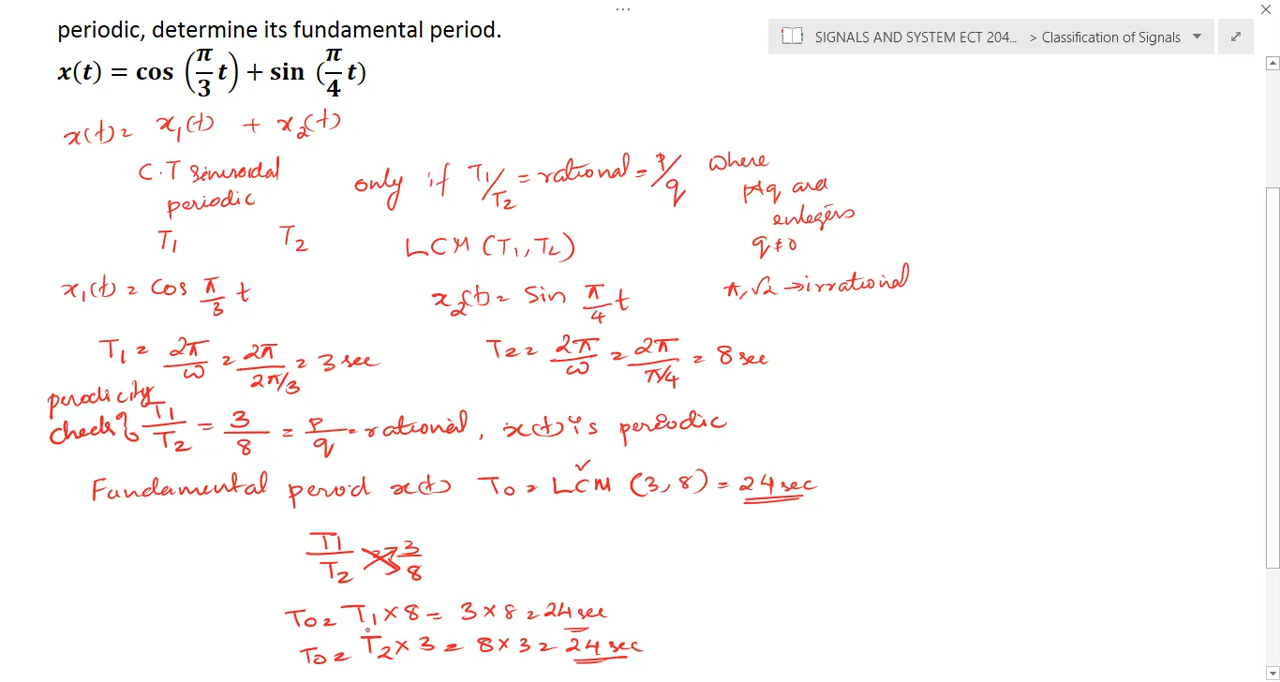 ...
periodic, determine its fundamental period.
SIGNALS AND SYSTEM ECT 204... > Classification of Signals
x(t) = cos (π/3 t) + sin (π/4 t)
x(t) = x₁(t) + x₂(t)
C.T sinusoidal
periodic
T₁ T₂
only if T₁/T₂ = rational = p/q where
p & q are
integers
q ≠ 0
LCM (T₁, T₂)
π, √2 → irrational
x₁(t) = cos π/3 t
x₂(t) = sin π/4 t
T₁ = 2π/ω = 2π/2π/3 = 3 sec
T₂ = 2π/ω = 2π/π/4 = 8 sec
perodicity
check } T₁/T₂ = 3/8 = p/q = rational, x(t) is periodic
Fundamental period x(t) T₀ = LCM (3, 8) = 24 sec
T₁/T₂ 3/8
T₀ = T₁ × 8 = 3 × 8 = 24 sec
T₀ = T₂ × 3 = 8 × 3 = 24 sec